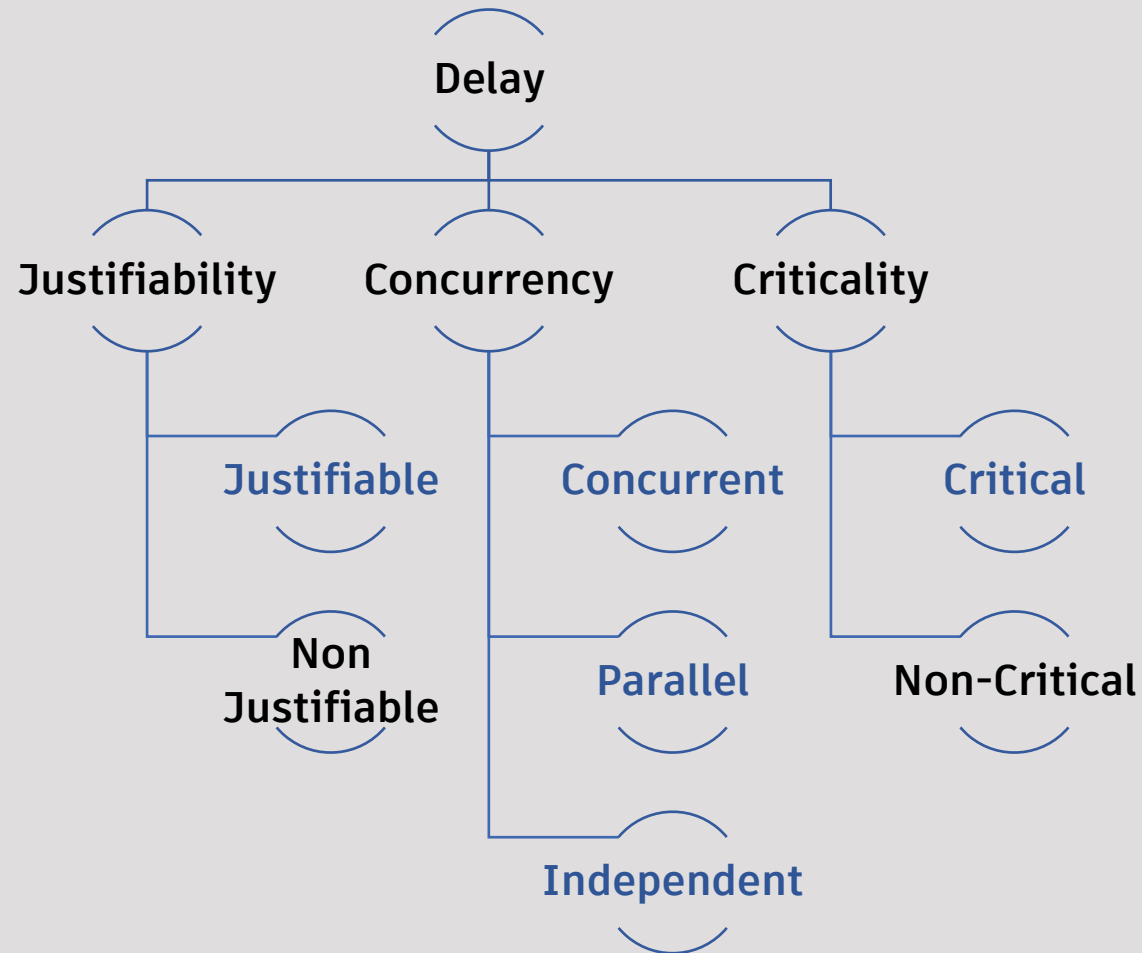 Delay
Justifiability
Concurrency
Criticality
Justifiable
Concurrent
Critical
Non
Justifiable
Parallel
Non-Critical
Independent